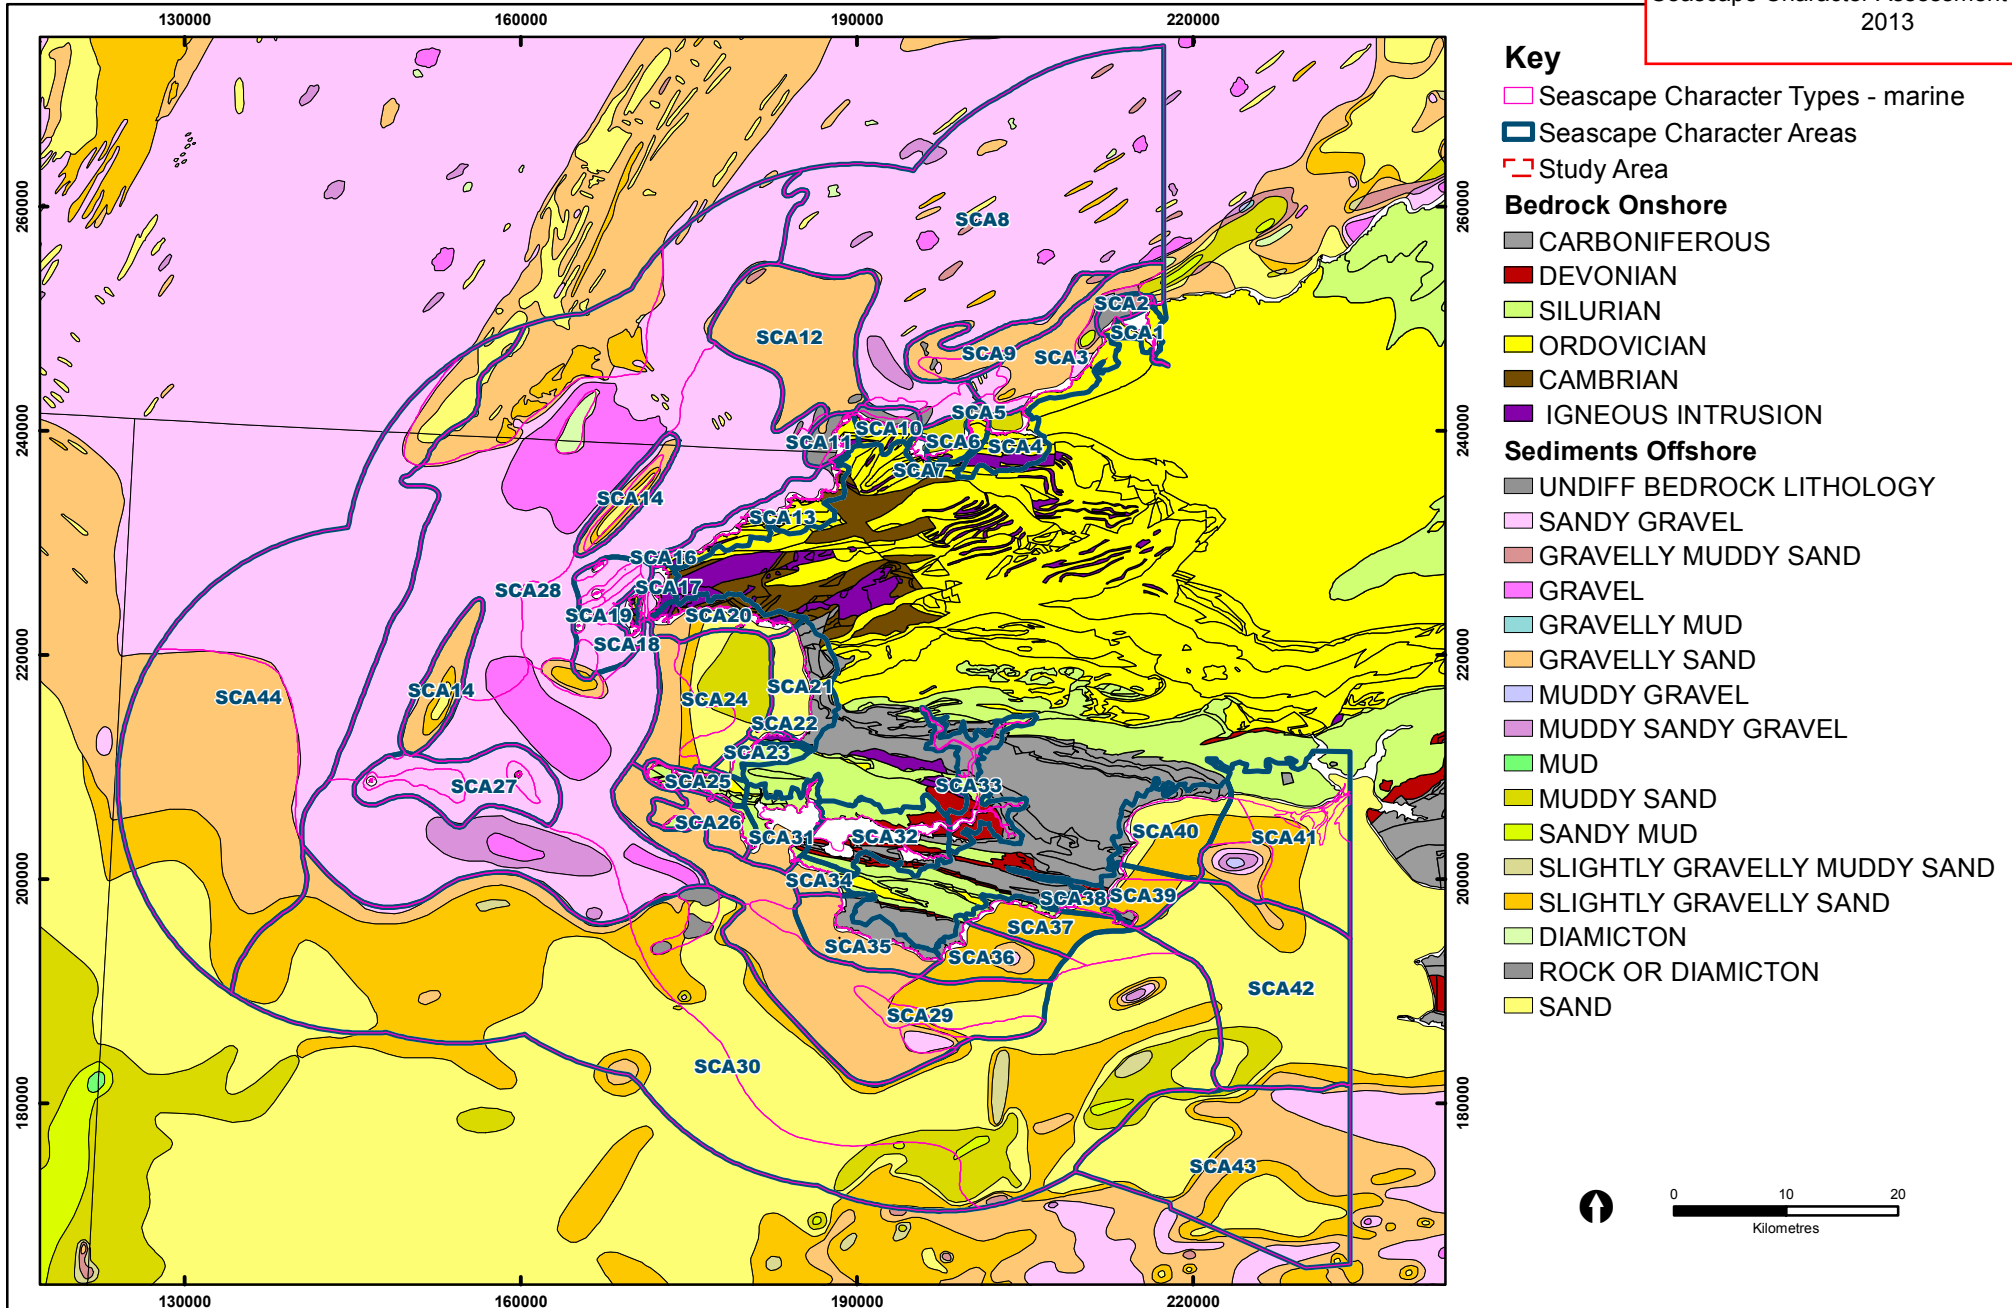 Seascape Character Assessment
2013
130000
160000
190000
220000
Key
Seascape Character Types - marine
Seascape Character Areas
Study Area
Bedrock Onshore
CARBONIFEROUS
DEVONIAN
SILURIAN
ORDOVICIAN
CAMBRIAN
IGNEOUS INTRUSION
Sediments Offshore
UNDIFF BEDROCK LITHOLOGY
SANDY GRAVEL
GRAVELLY MUDDY SAND
GRAVEL
GRAVELLY MUD
GRAVELLY SAND
MUDDY GRAVEL
MUDDY SANDY GRAVEL
MUD
MUDDY SAND
SANDY MUD
SLIGHTLY GRAVELLY MUDDY SAND
SLIGHTLY GRAVELLY SAND
DIAMICTON
ROCK OR DIAMICTON
SAND
0 10 20
Kilometres
260000
240000
220000
200000
180000
260000
240000
220000
200000
180000
SCA8
SCA2
SCA1
SCA12
SCA9
SCA3
SCA5
SCA10
SCA11
SCA6
SCA4
SCA7
SCA14
SCA13
SCA16
SCA28
SCA17
SCA19
SCA20
SCA18
SCA44
SCA14
SCA24
SCA21
SCA22
SCA23
SCA25
SCA27
SCA33
SCA26
SCA31
SCA32
SCA40
SCA41
SCA34
SCA38
SCA39
SCA37
SCA35
SCA36
SCA42
SCA29
SCA30
SCA43
130000
160000
190000
220000